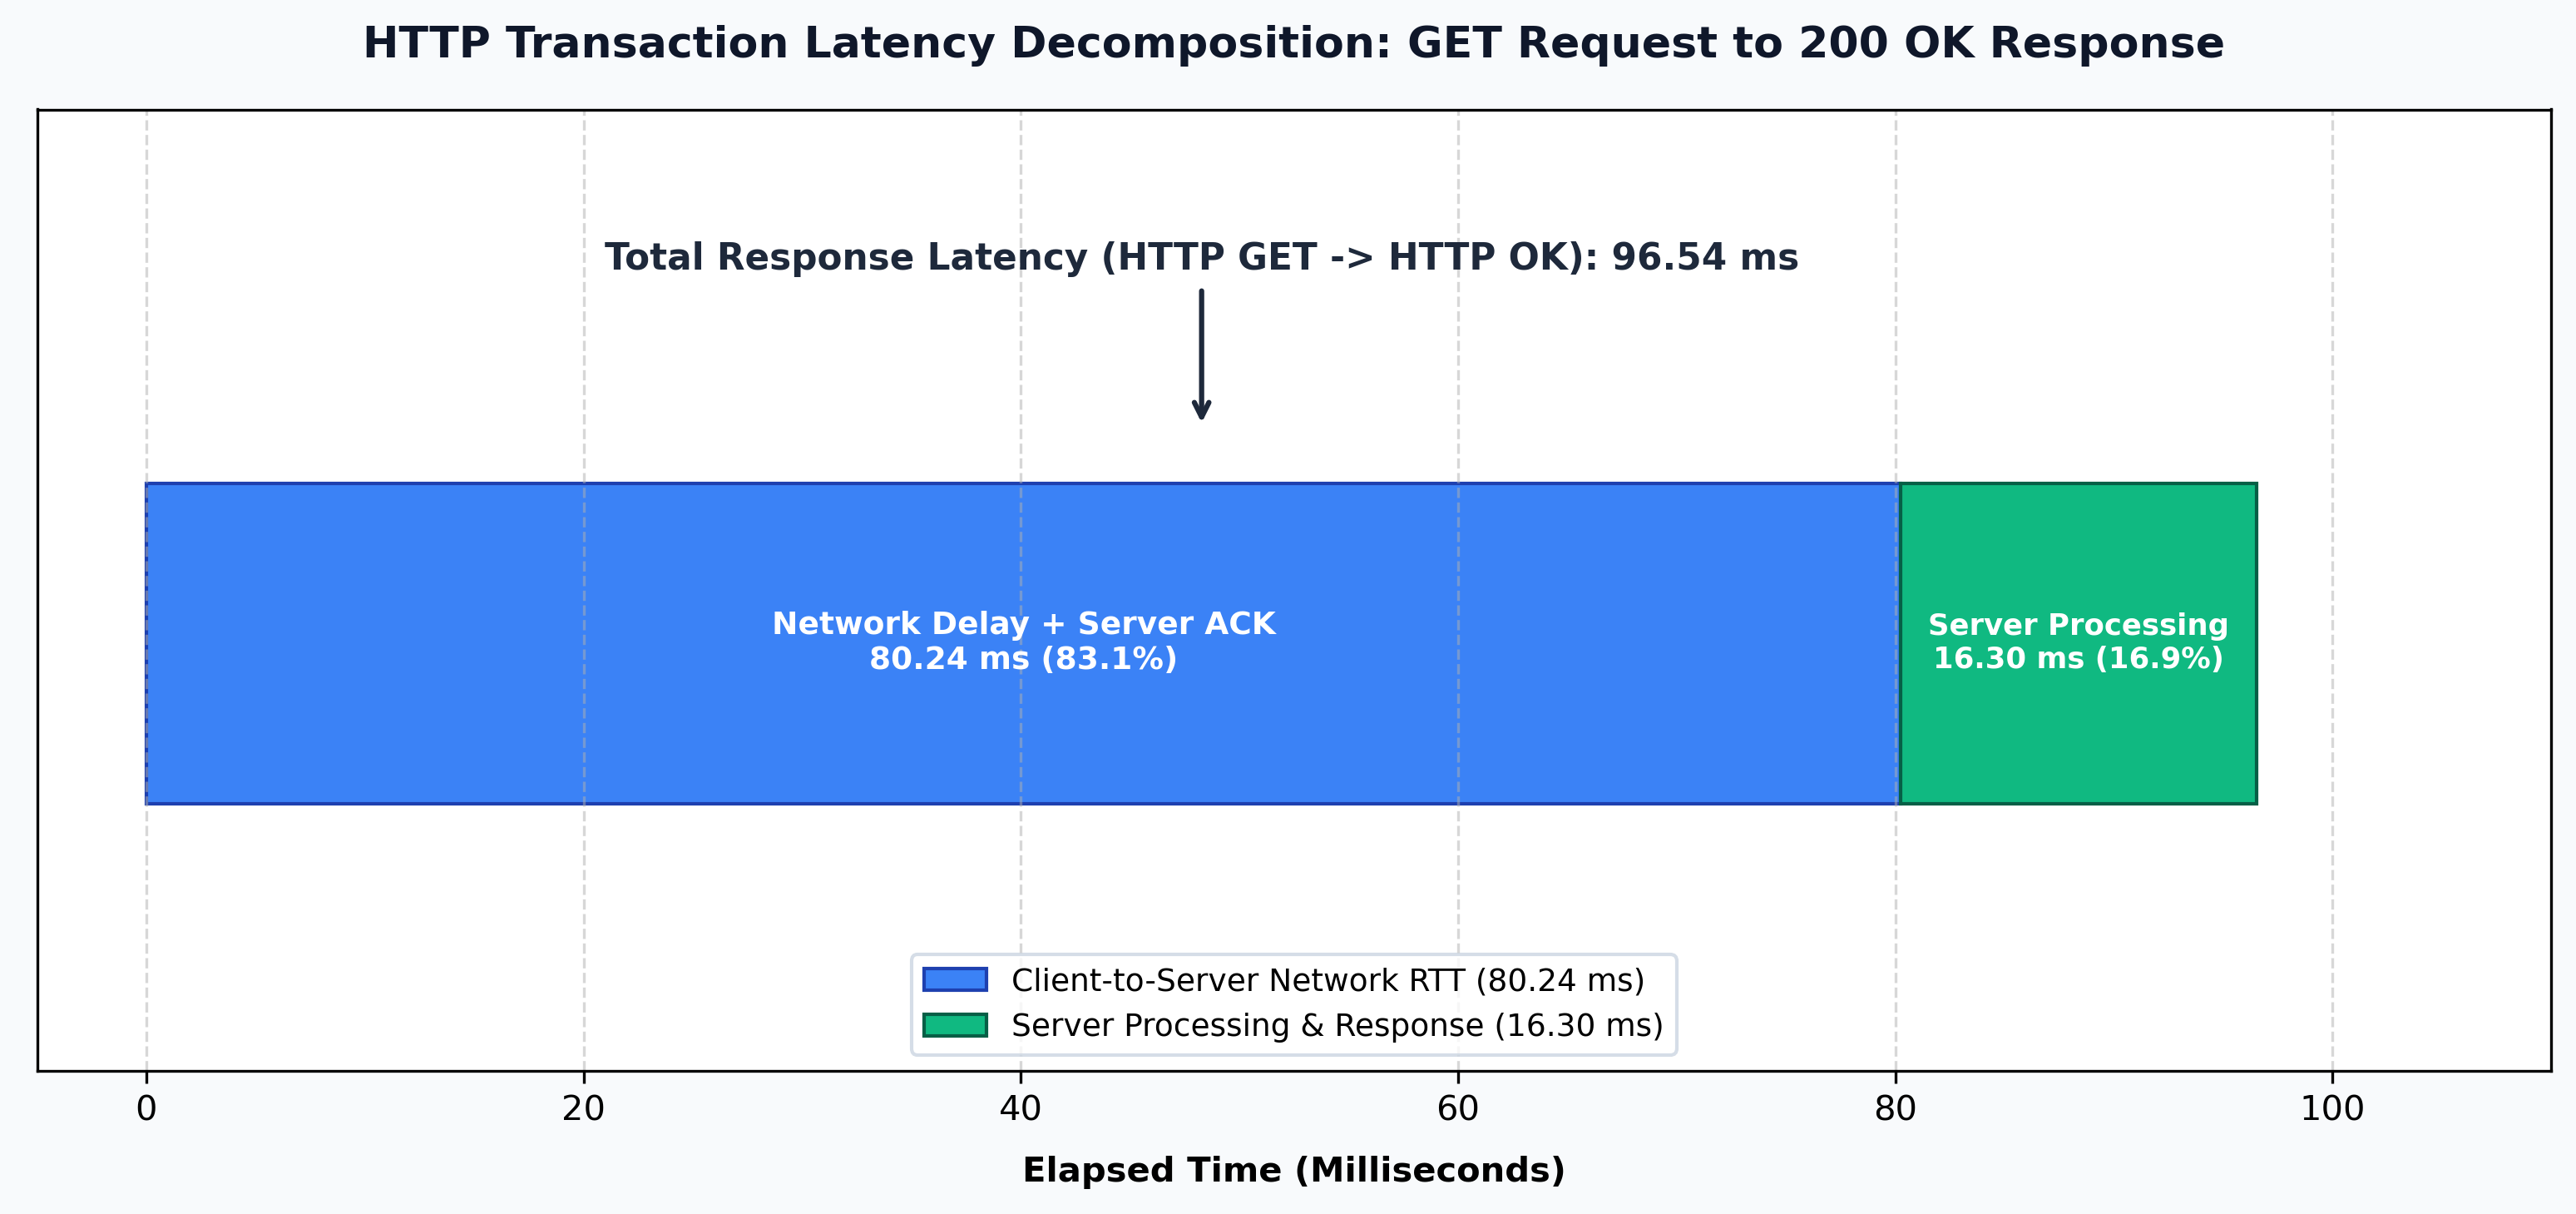 HTTP Transaction Latency Decomposition: GET Request to 200 OK Response
Total Response Latency (HTTP GET -> HTTP OK): 96.54 ms
Network Delay + Server ACK
80.24 ms (83.1%)
Server Processing
16.30 ms (16.9%)
Client-to-Server Network RTT (80.24 ms)
Server Processing & Response (16.30 ms)
0 20 40 60 80 100
Elapsed Time (Milliseconds)